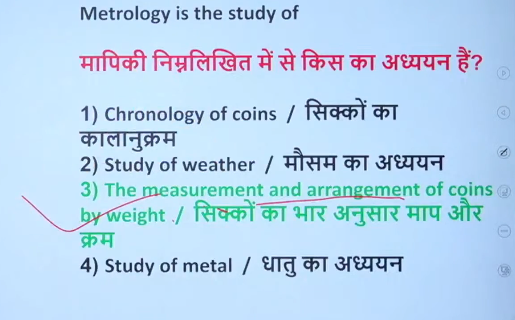 Metrology is the study of
मापिकी निम्नलिखित में से किस का अध्ययन हैं?
1) Chronology of coins / सिक्कों का
कालानुक्रम
2) Study of weather / मौसम का अध्ययन
3) The measurement and arrangement of coins
by weight / सिक्कों का भार अनुसार माप और
क्रम
4) Study of metal / धातु का अध्ययन